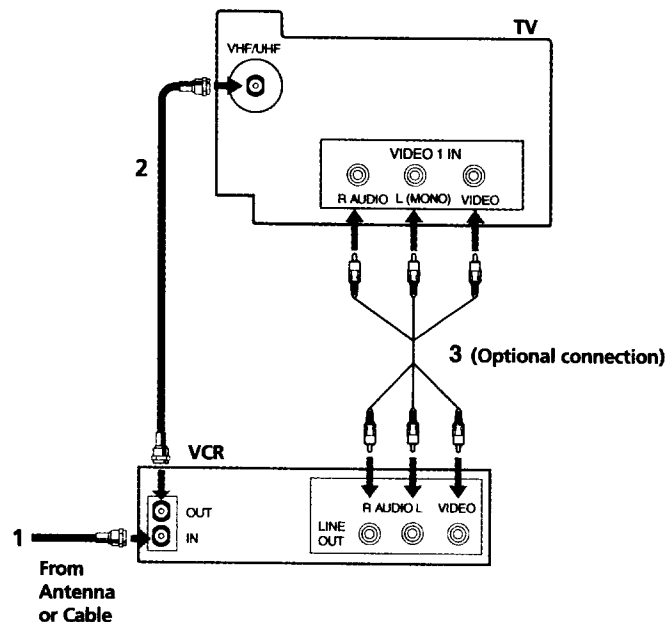 TV
VHF/UHF
2
VIDEO 1 IN
R AUDIO L (MONO) VIDEO
3 (Optional connection)
VCR
OUT
IN
R AUDIO L VIDEO
LINE
OUT
1
From
Antenna
or Cable